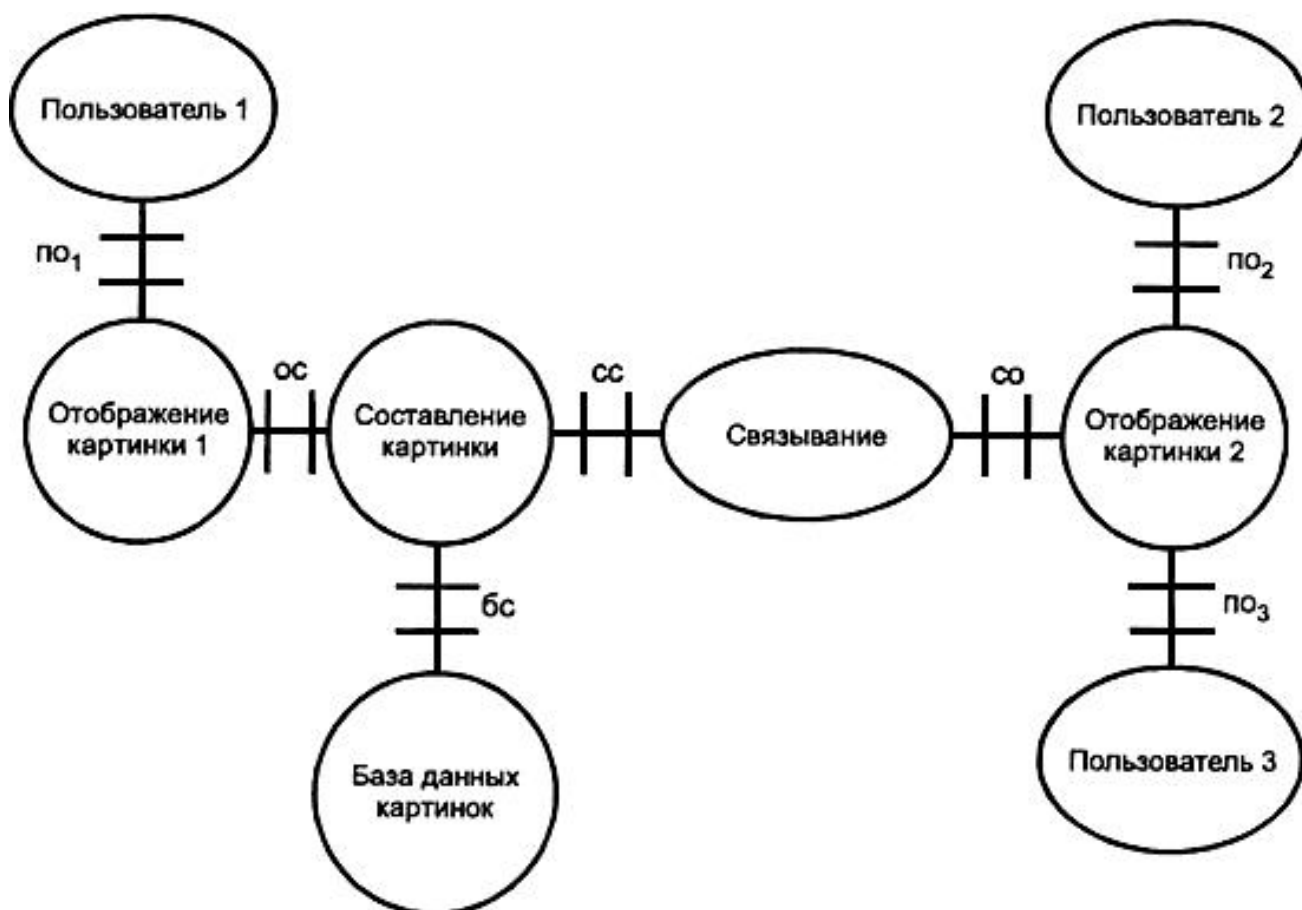 Пользователь 1
Пользователь 2
по₁
по₂
ос
сс
со
Отображение
картинки 1
Составление
картинки
Связывание
Отображение
картинки 2
бс
по₃
База данных
картинок
Пользователь 3